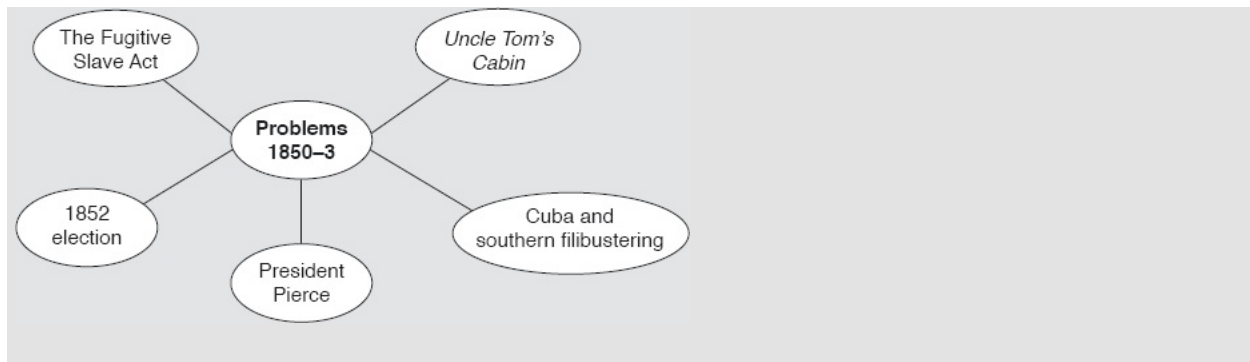 The Fugitive
Slave Act
Uncle Tom's
Cabin
Problems
1850–3
1852
election
Cuba and
southern filibustering
President
Pierce